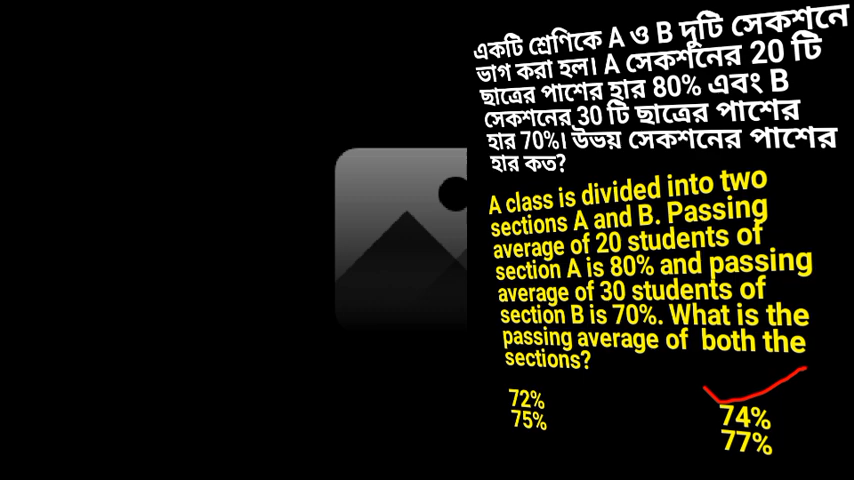 একটি শ্রেণিকে A ও B দুটি সেকশনে
ভাগ করা হল। A সেকশনের 20 টি
ছাত্রের পাশের হার 80% এবং B
সেকশনের 30 টি ছাত্রের পাশের
হার 70%। উভয় সেকশনের পাশের
হার কত?
A class is divided into two
sections A and B. Passing
average of 20 students of
section A is 80% and passing
average of 30 students of
section B is 70%. What is the
passing average of both the
sections?
72%
75%
74%
77%